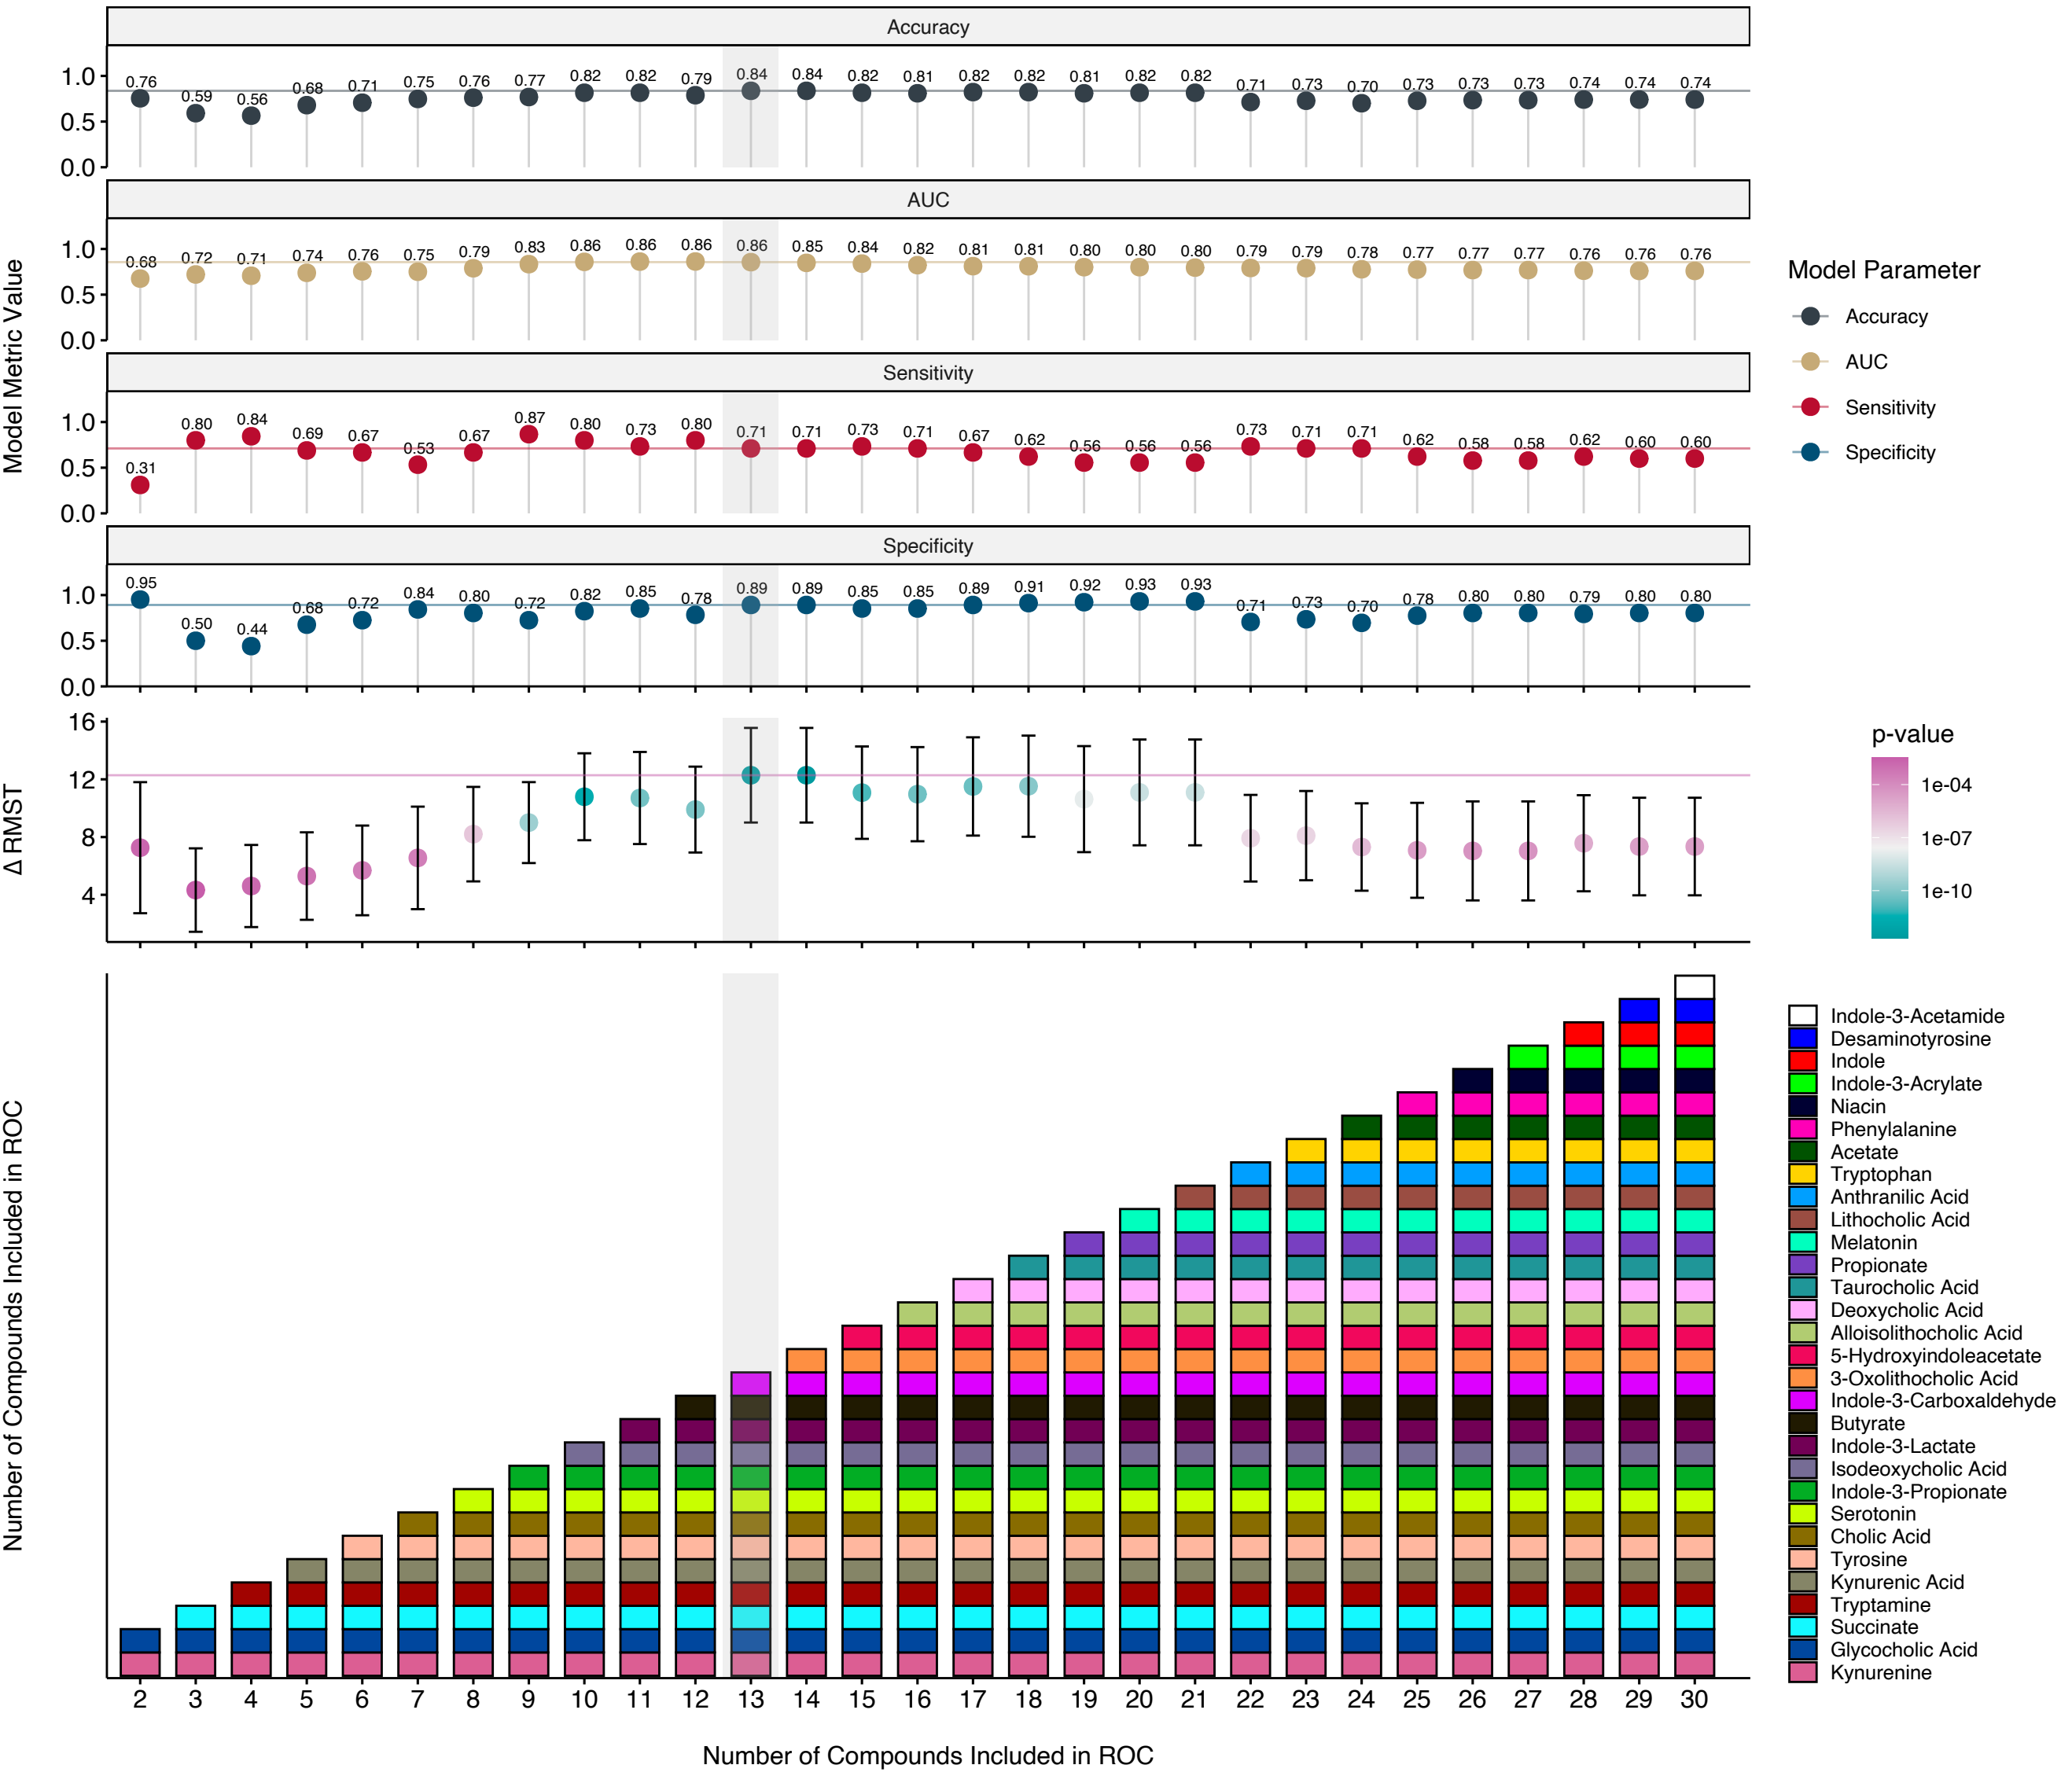 Accuracy
1.0
0.5
0.0
0.76 0.59 0.56 0.68 0.71 0.75 0.76 0.77 0.82 0.82 0.79 0.84 0.84 0.82 0.81 0.82 0.82 0.81 0.82 0.82 0.71 0.73 0.70 0.73 0.73 0.73 0.74 0.74 0.74
AUC
1.0
0.5
0.0
0.68 0.72 0.71 0.74 0.76 0.75 0.79 0.83 0.86 0.86 0.86 0.86 0.85 0.84 0.82 0.81 0.81 0.80 0.80 0.80 0.79 0.79 0.78 0.77 0.77 0.77 0.76 0.76 0.76
Sensitivity
1.0
0.5
0.0
0.31 0.80 0.84 0.69 0.67 0.53 0.67 0.87 0.80 0.73 0.80 0.71 0.71 0.73 0.71 0.67 0.62 0.56 0.56 0.56 0.73 0.71 0.71 0.62 0.58 0.58 0.62 0.60 0.60
Specificity
1.0
0.5
0.0
0.95 0.50 0.44 0.68 0.72 0.84 0.80 0.72 0.82 0.85 0.78 0.89 0.89 0.85 0.85 0.89 0.91 0.92 0.93 0.93 0.71 0.73 0.70 0.78 0.80 0.80 0.79 0.80 0.80
Model Metric Value
Model Parameter
Accuracy
AUC
Sensitivity
Specificity
16
12
8
4
Δ RMST
p-value
1e-04
1e-07
1e-10
Number of Compounds Included in ROC
Indole-3-Acetamide
Desaminotyrosine
Indole
Indole-3-Acrylate
Niacin
Phenylalanine
Acetate
Tryptophan
Anthranilic Acid
Lithocholic Acid
Melatonin
Propionate
Taurocholic Acid
Deoxycholic Acid
Alloisolithocholic Acid
5-Hydroxyindoleacetate
3-Oxolithocholic Acid
Indole-3-Carboxaldehyde
Butyrate
Indole-3-Lactate
Isodeoxycholic Acid
Indole-3-Propionate
Serotonin
Cholic Acid
Tyrosine
Kynurenic Acid
Tryptamine
Succinate
Glycocholic Acid
Kynurenine
2 3 4 5 6 7 8 9 10 11 12 13 14 15 16 17 18 19 20 21 22 23 24 25 26 27 28 29 30
Number of Compounds Included in ROC